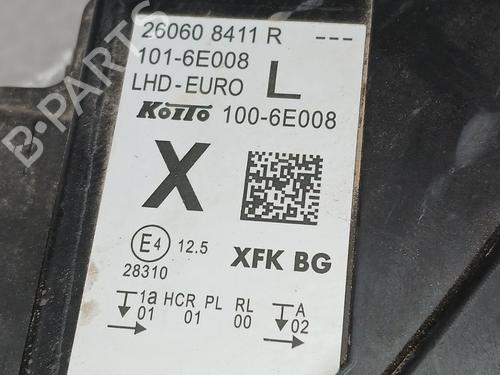 26060 8411 R ---
101-6E008
LHD-EURO L
KOITO 100-6E008
X
E4 12.5
28310
XFK BG
1a HCR PL RL A
01 01 00 02
B-PARTS